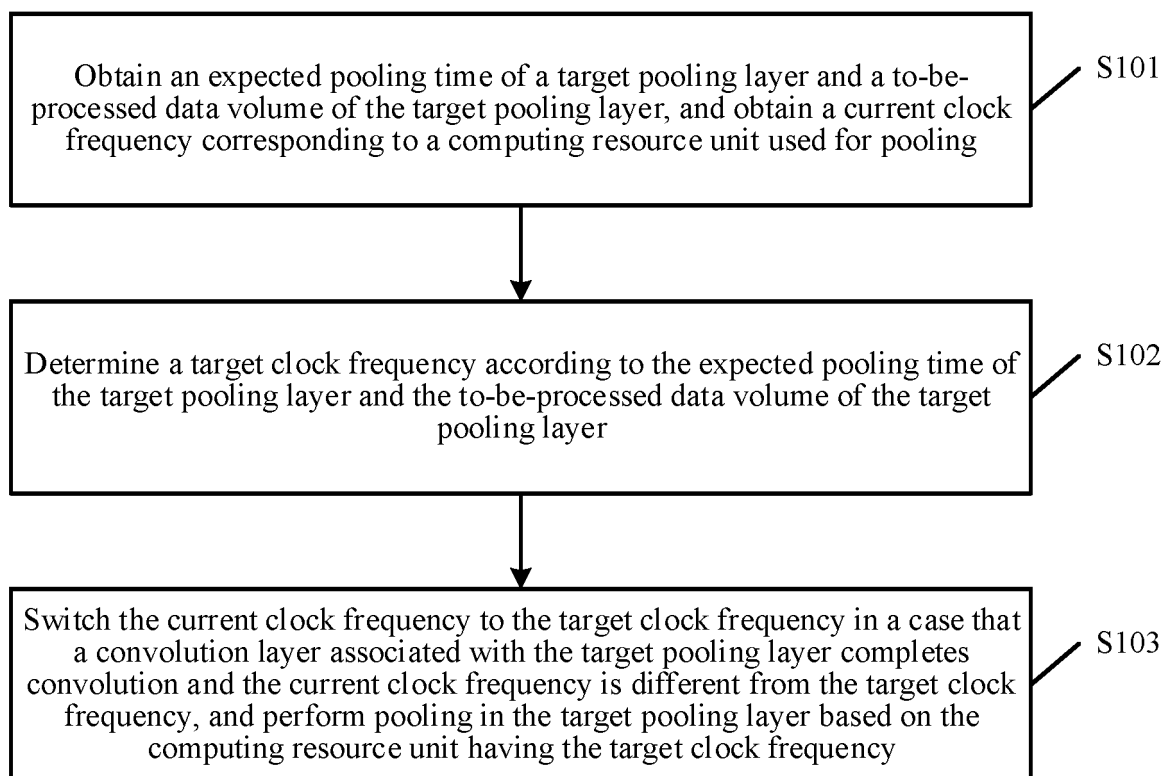 Obtain an expected pooling time of a target pooling layer and a to-be-
processed data volume of the target pooling layer, and obtain a current clock
frequency corresponding to a computing resource unit used for pooling
S101
Determine a target clock frequency according to the expected pooling time of
the target pooling layer and the to-be-processed data volume of the target
pooling layer
S102
Switch the current clock frequency to the target clock frequency in a case that
a convolution layer associated with the target pooling layer completes
convolution and the current clock frequency is different from the target clock
frequency, and perform pooling in the target pooling layer based on the
computing resource unit having the target clock frequency
S103